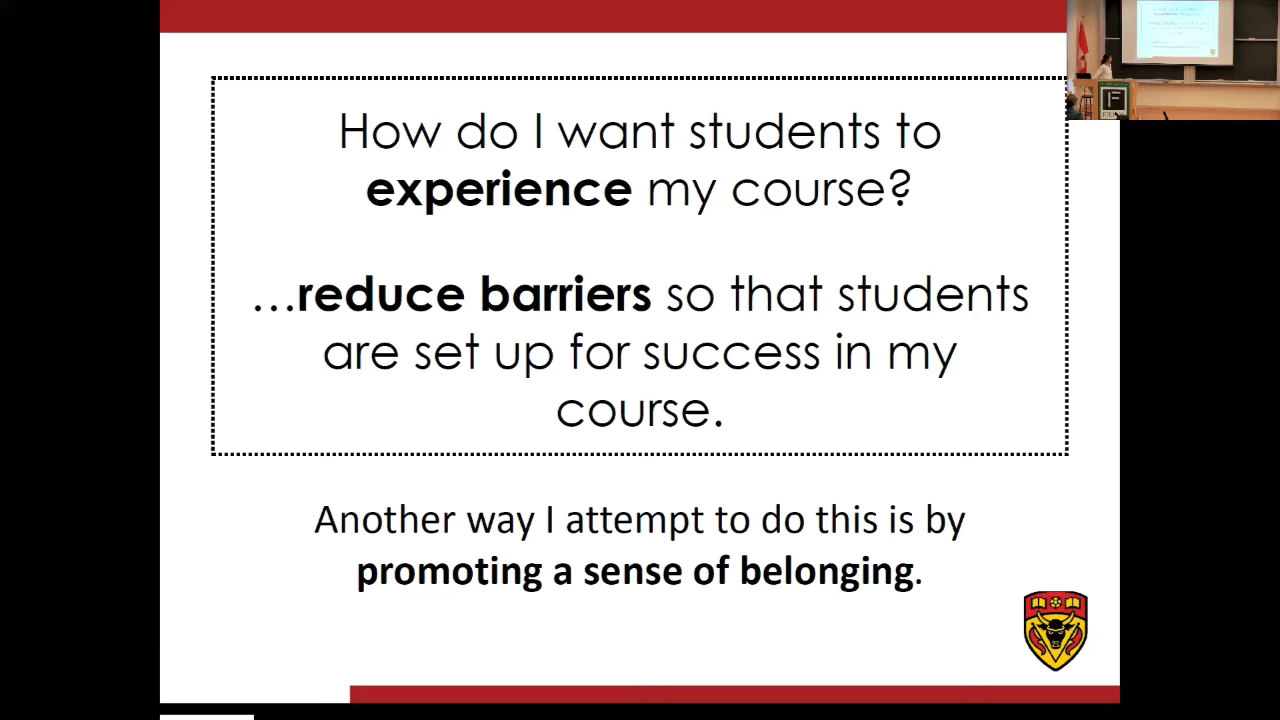 How do I want students to
experience my course?
…reduce barriers so that students
are set up for success in my
course.
Another way I attempt to do this is by
promoting a sense of belonging.